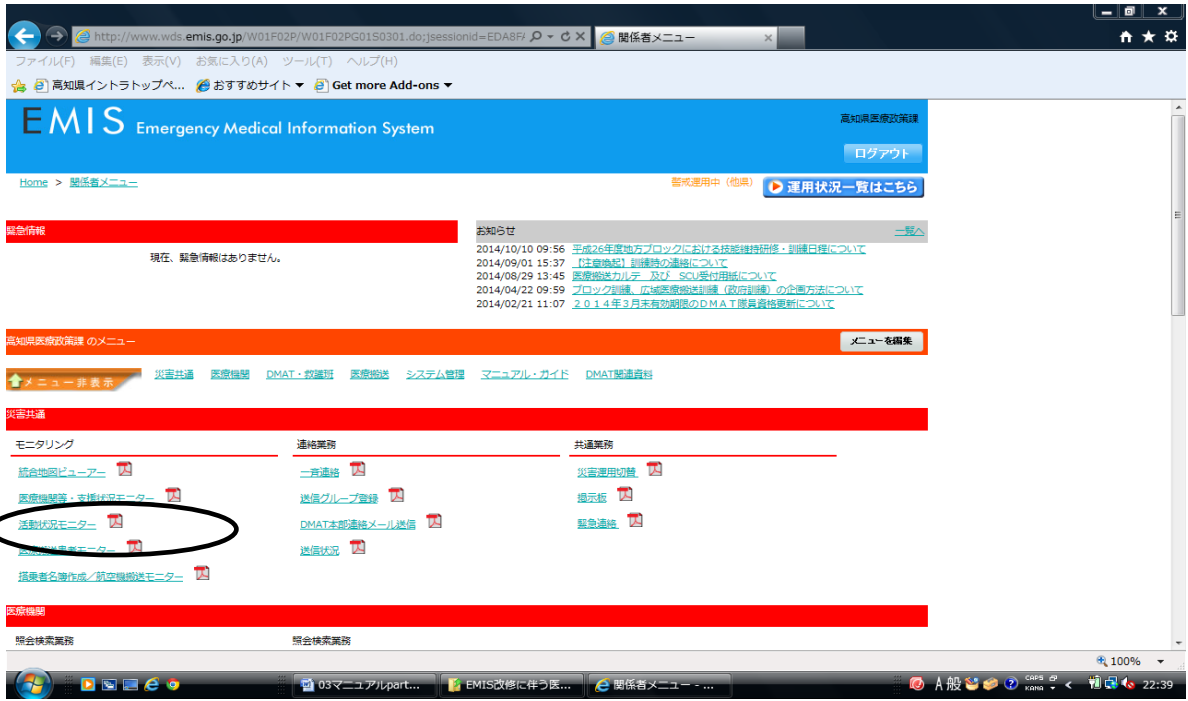 http://www.wds.emis.go.jp/W01F02P/W01F02PG01S0301.do;jsessionid=EDA8F
関係者メニュー
ファイル(F) 編集(E) 表示(V) お気に入り(A) ツール(T) ヘルプ(H)
高知県イントラトップペ... おすすめサイト Get more Add-ons
EMIS Emergency Medical Information System
高知県医療政策課
ログアウト
Home > 関係者メニュー
警戒運用中（他県）
運用状況一覧はこちら
緊急情報
現在、緊急情報はありません。
お知らせ
一覧へ
2014/10/10 09:56 平成26年度地方ブロックにおける技能維持研修・訓練日程について
2014/09/01 15:37 【注意喚起】訓練時の連絡について
2014/08/29 13:45 医療搬送カルテ 及び SCU受付用紙について
2014/04/22 09:59 ブロック訓練、広域医療搬送訓練（政府訓練）の企画方法について
2014/02/21 11:07 ２０１４年３月末有効期限のＤＭＡＴ隊員資格更新について
高知県医療政策課 のメニュー
メニューを編集
メニュー非表示
災害共通 医療機関 DMAT・救護班 医療搬送 システム管理 マニュアル・ガイド DMAT関連資料
災害共通
モニタリング 連絡業務 共通業務
統合地図ビューアー 一斉連絡 災害運用切替
医療機関等・支援状況モニター 送信グループ登録 掲示板
活動状況モニター DMAT本部連絡メール送信 緊急連絡
医療搬送患者モニター 送信状況
搭乗者名簿作成／航空機搬送モニター
医療機関
照会検索業務 照会検索業務
100%
03マニュアルpart... EMIS改修に伴う医... 関係者メニュー - ...
A 般 CAPS KANA 22:39